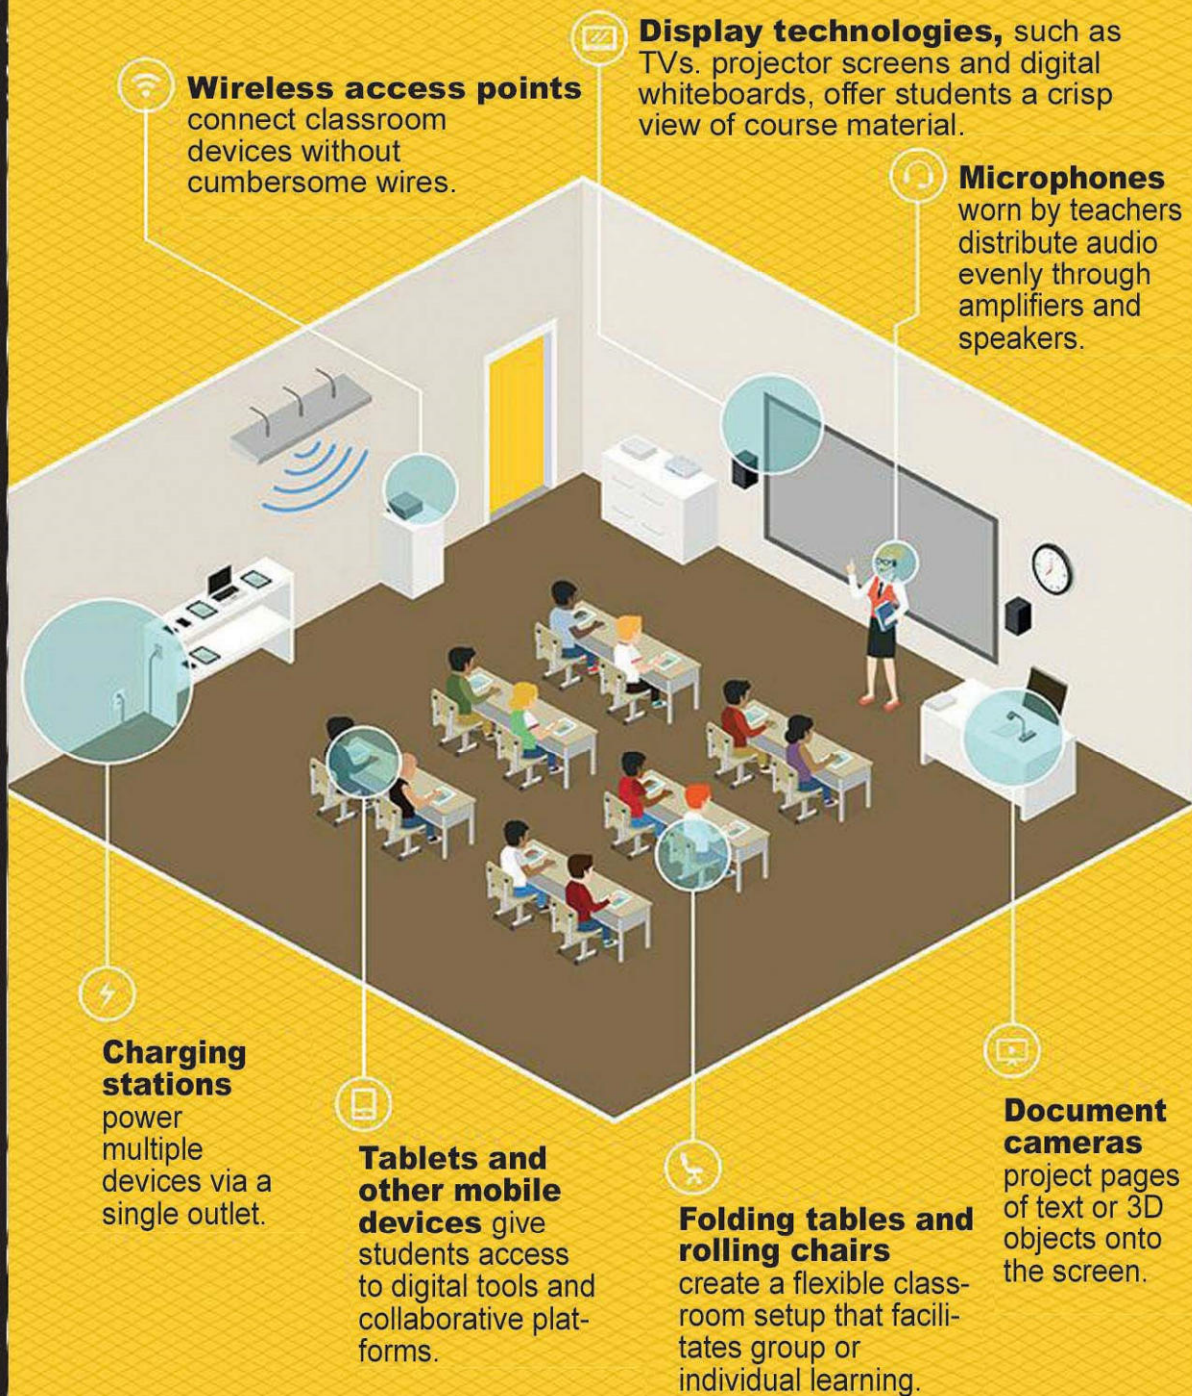 Display technologies, such as
TVs. projector screens and digital
whiteboards, offer students a crisp
view of course material.
Wireless access points
connect classroom
devices without
cumbersome wires.
Microphones
worn by teachers
distribute audio
evenly through
amplifiers and
speakers.
Charging
stations
power
multiple
devices via a
single outlet.
Tablets and
other mobile
devices give
students access
to digital tools and
collaborative plat-
forms.
Folding tables and
rolling chairs
create a flexible class-
room setup that facili-
tates group or
individual learning.
Document
cameras
project pages
of text or 3D
objects onto
the screen.